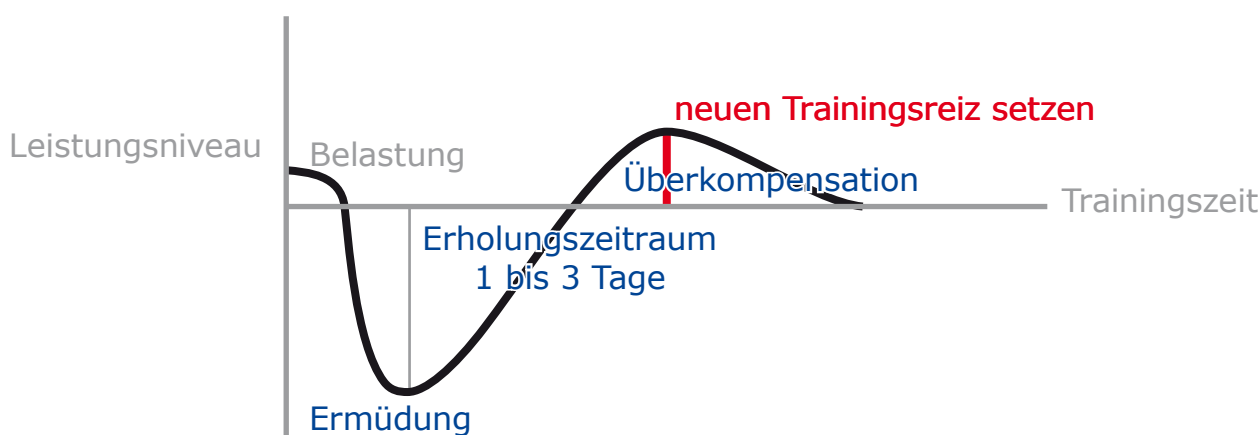 neuen Trainingsreiz setzen
Leistungsniveau
Belastung
Überkompensation
Trainingszeit
Erholungszeitraum
1 bis 3 Tage
Ermüdung